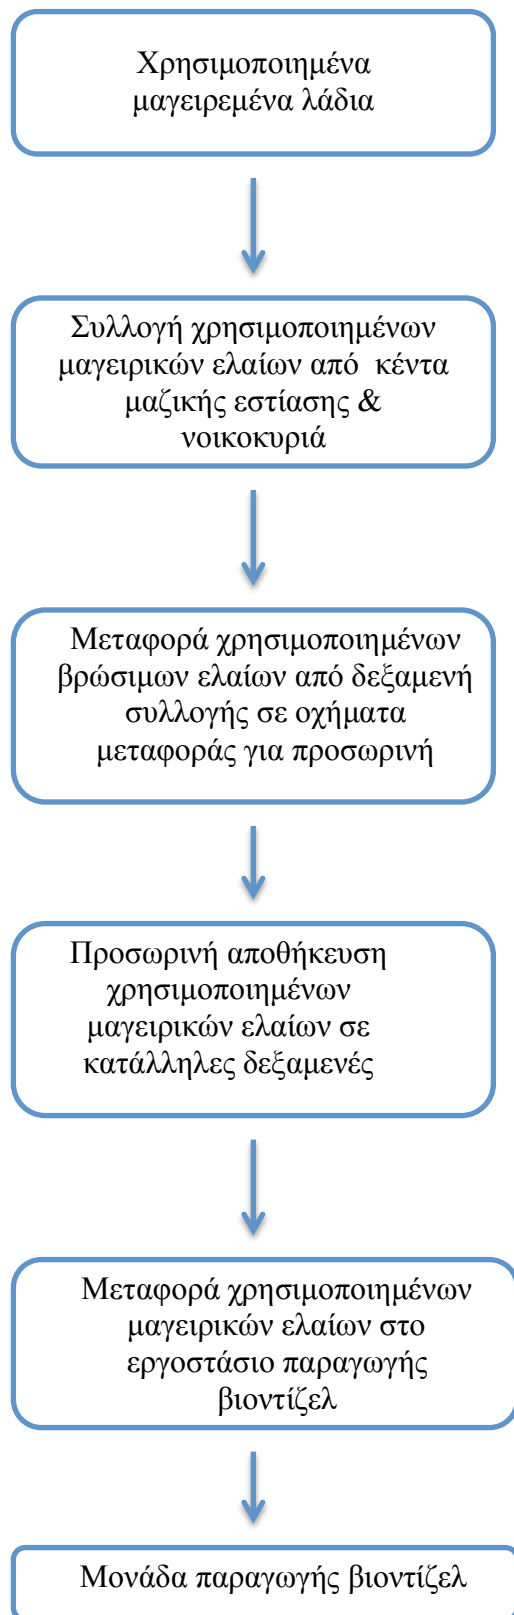 Χρησιμοποιημένα
μαγειρεμένα λάδια
Συλλογή χρησιμοποιημένων
μαγειρικών ελαίων από κέντα
μαζικής εστίασης &
νοικοκυριά
Μεταφορά χρησιμοποιημένων
βρώσιμων ελαίων από δεξαμενή
συλλογής σε οχήματα
μεταφοράς για προσωρινή
Προσωρινή αποθήκευση
χρησιμοποιημένων
μαγειρικών ελαίων σε
κατάλληλες δεξαμενές
Μεταφορά χρησιμοποιημένων
μαγειρικών ελαίων στο
εργοστάσιο παραγωγής
βιοντίζελ
Μονάδα παραγωγής βιοντίζελ